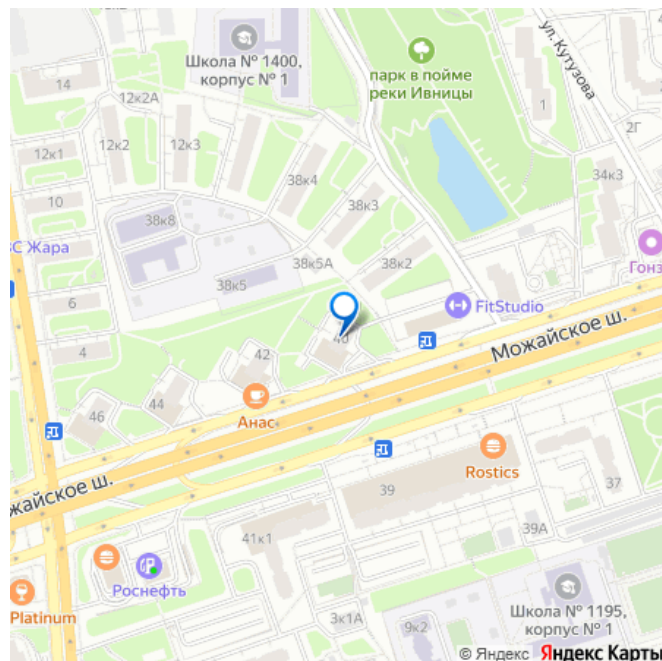 Школа № 1400,
корпус № 1
парк в пойме
реки Ивницы
ул. Кутузова
14
12к2А
12к1
12к2
12к3
1
2Г
34к3
10
38к4
38к3
38к8
ВС Жара
38к5А
38к2
Гонз
6
38к5
FitStudio
4
40
42
Можайское ш.
46
44
Анас
Rostics
жайское ш.
39
37
41к1
39А
Роснефть
Platinum
3к1А
9к2
Школа № 1195,
корпус № 1
© Яндекс Яндекс Карты